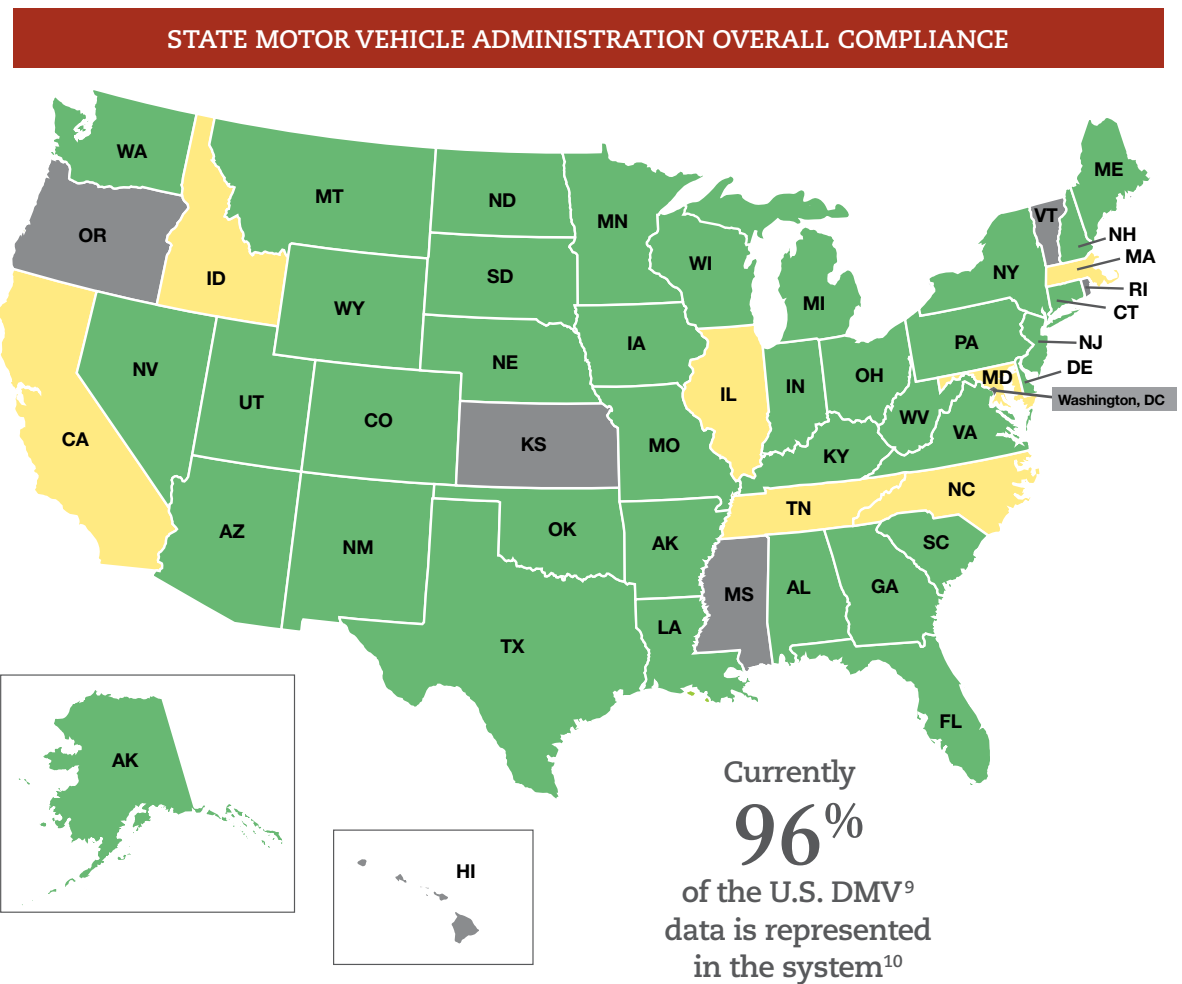 STATE MOTOR VEHICLE ADMINISTRATION OVERALL COMPLIANCE
WA
MT
ND
MN
ME
OR
ID
WY
SD
WI
MI
NY
VT
NH
MA
RI
CT
NV
UT
CO
NE
IA
IL
IN
OH
PA
NJ
DE
MD
Washington, DC
CA
KS
MO
KY
WV
VA
AZ
NM
OK
AK
TN
NC
SC
TX
LA
MS
AL
GA
FL
AK
HI
Currently
96%
of the U.S. DMV⁹
data is represented
in the system¹⁰